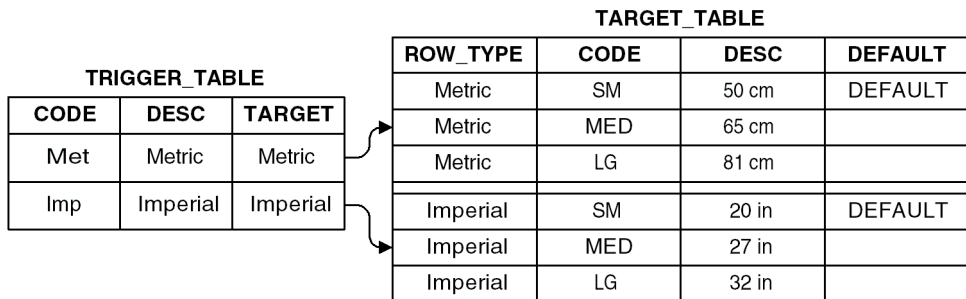 TRIGGER_TABLE
CODE DESC TARGET
Met Metric Metric
Imp Imperial Imperial
TARGET_TABLE
ROW_TYPE CODE DESC DEFAULT
Metric SM 50 cm DEFAULT
Metric MED 65 cm
Metric LG 81 cm
Imperial SM 20 in DEFAULT
Imperial MED 27 in
Imperial LG 32 in